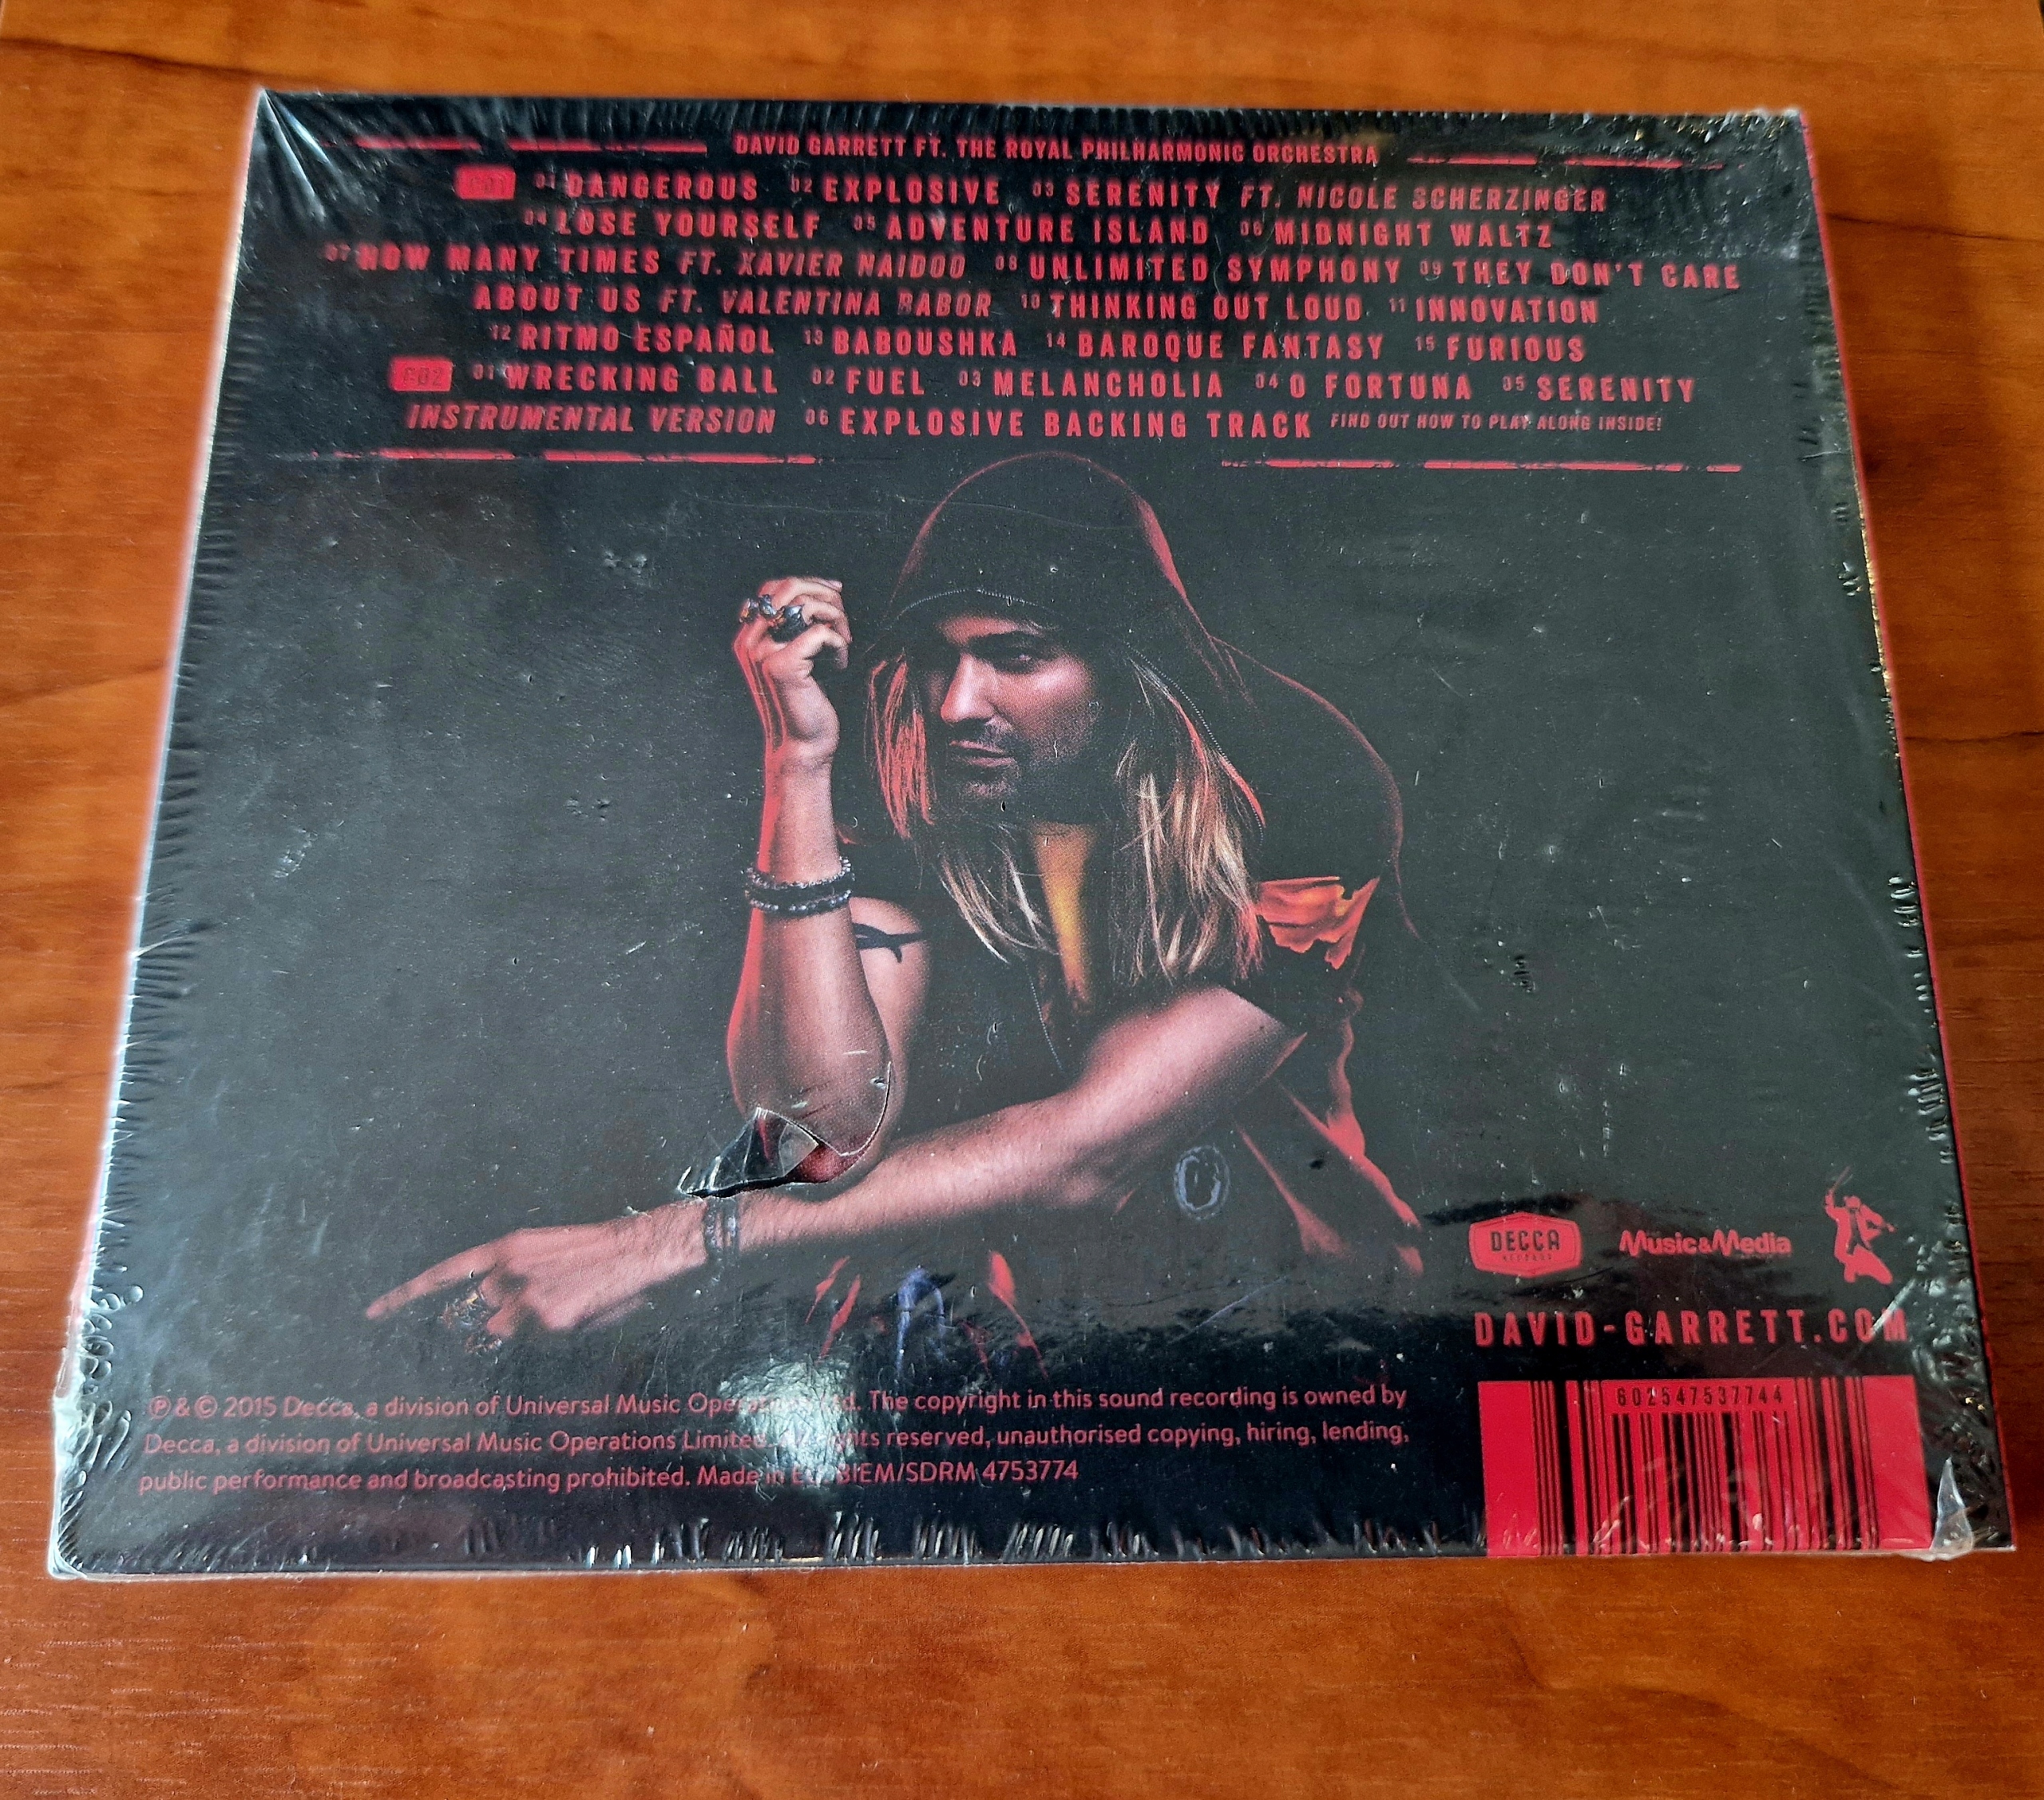 DAVID GARRETT FT. THE ROYAL PHILHARMONIC ORCHESTRA
CD1 01 DANGEROUS 02 EXPLOSIVE 03 SERENITY FT. NICOLE SCHERZINGER
04 LOSE YOURSELF 05 ADVENTURE ISLAND 06 MIDNIGHT WALTZ
07 HOW MANY TIMES FT. XAVIER NAIDOO 08 UNLIMITED SYMPHONY 09 THEY DON'T CARE
ABOUT US FT. VALENTINA BABOR 10 THINKING OUT LOUD 11 INNOVATION
12 RITMO ESPAÑOL 13 BABOUSHKA 14 BAROQUE FANTASY 15 FURIOUS
CD2 01 WRECKING BALL 02 FUEL 03 MELANCHOLIA 04 O FORTUNA 05 SERENITY
INSTRUMENTAL VERSION 06 EXPLOSIVE BACKING TRACK FIND OUT HOW TO PLAY ALONG INSIDE!
DECCA
RECORDS
Music&Media
DAVID-GARRETT.COM
602547537744
℗ & © 2015 Decca, a division of Universal Music Operations Ltd. The copyright in this sound recording is owned by
Decca, a division of Universal Music Operations Limited. All rights reserved, unauthorised copying, hiring, lending,
public performance and broadcasting prohibited. Made in EU. BIEM/SDRM 4753774